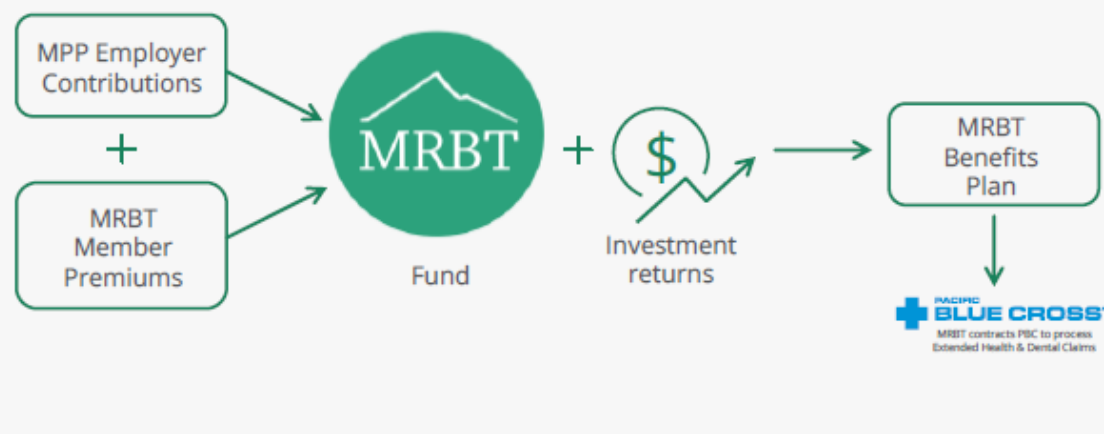 MPP Employer
Contributions
+
MRBT
Member
Premiums
MRBT
Fund
+
$
Investment
returns
MRBT
Benefits
Plan
PACIFIC
BLUE CROSS
MRBT contracts PBC to process
Extended Health & Dental Claims